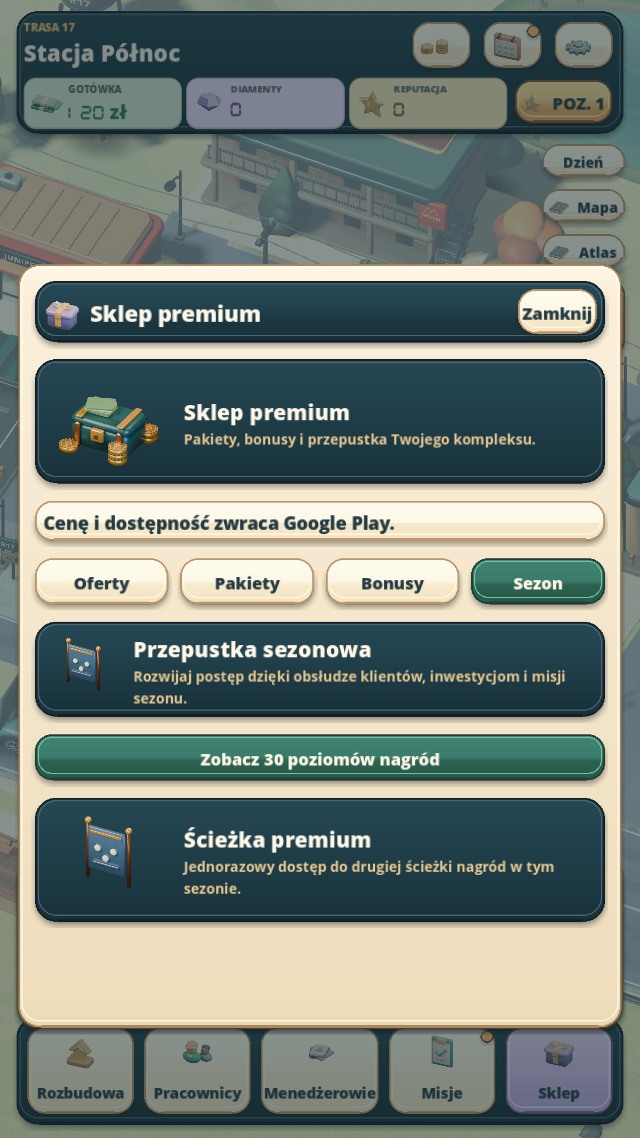 TRASA 17
Stacja Północ
GOTÓWKA
120 zł
DIAMENTY
0
REPUTACJA
0
POZ. 1
Dzień
Mapa
Atlas
Sklep premium
Zamknij
Sklep premium
Pakiety, bonusy i przepustka Twojego kompleksu.
Cenę i dostępność zwraca Google Play.
Oferty
Pakiety
Bonusy
Sezon
Przepustka sezonowa
Rozwijaj postęp dzięki obsłudze klientów, inwestycjom i misji
sezonu.
Zobacz 30 poziomów nagród
Ścieżka premium
Jednorazowy dostęp do drugiej ścieżki nagród w tym
sezonie.
Rozbudowa
Pracownicy
Menedżerowie
Misje
Sklep